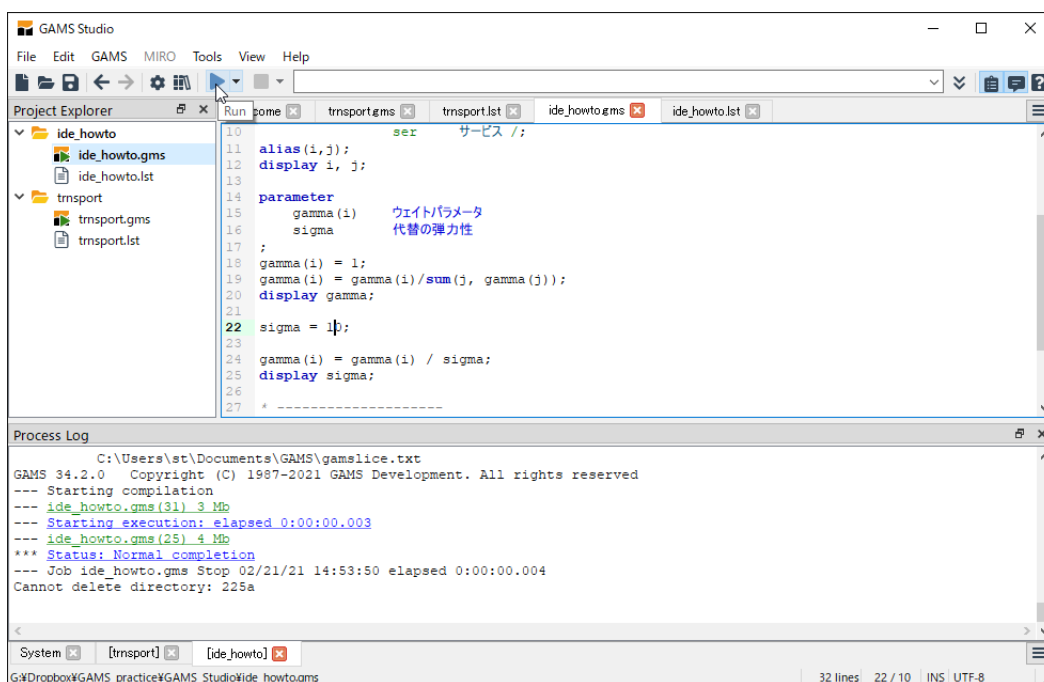 GAMS Studio
File Edit GAMS MIRO Tools View Help
Project Explorer
Run
come trnsport.gms trnsport.lst ide_howto.gms ide_howto.lst
ide_howto
ide_howto.gms
ide_howto.lst
trnsport
trnsport.gms
trnsport.lst
10 ser サービス /;
11 alias(i,j);
12 display i, j;
13
14 parameter
15 gamma(i) ウェイトパラメータ
16 sigma 代替の弾力性
17 ;
18 gamma(i) = 1;
19 gamma(i) = gamma(i)/sum(j, gamma(j));
20 display gamma;
21
22 sigma = 10;
23
24 gamma(i) = gamma(i) / sigma;
25 display sigma;
26
27 * --------------------
Process Log
C:\Users\st\Documents\GAMS\gamslice.txt
GAMS 34.2.0 Copyright (C) 1987-2021 GAMS Development. All rights reserved
--- Starting compilation
--- ide_howto.gms(31) 3 Mb
--- Starting execution: elapsed 0:00:00.003
--- ide_howto.gms(25) 4 Mb
*** Status: Normal completion
--- Job ide_howto.gms Stop 02/21/21 14:53:50 elapsed 0:00:00.004
Cannot delete directory: 225a
System [trnsport] [ide_howto]
G:¥Dropbox¥GAMS_practice¥GAMS_Studio¥ide_howto.gms 32 lines 22 / 10 INS UTF-8